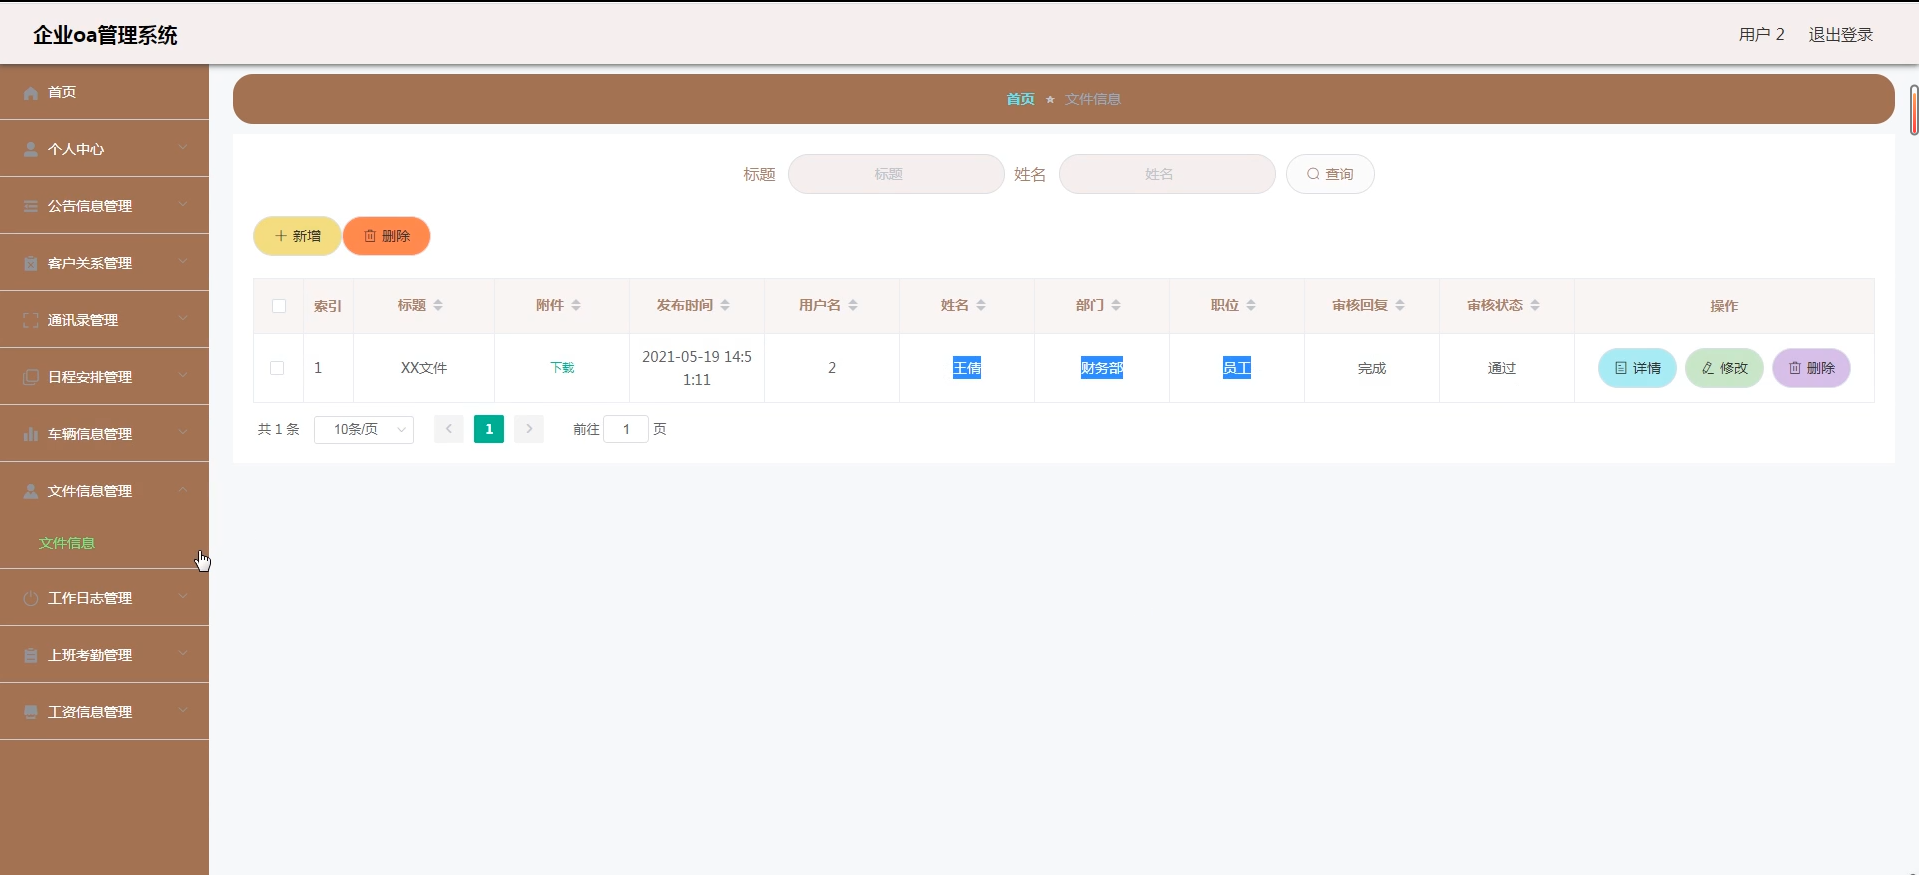 企业oa管理系统
用户 2 退出登录
首页
个人中心
公告信息管理
客户关系管理
通讯录管理
日程安排管理
车辆信息管理
文件信息管理
文件信息
工作日志管理
上班考勤管理
工资信息管理
首页 文件信息
标题 标题 姓名 姓名 查询
新增 删除
索引 标题 附件 发布时间 用户名 姓名 部门 职位 审核回复 审核状态 操作
1 XX文件 下载 2021-05-19 14:5 2 王倩 财务部 员工 完成 通过 详情 修改 删除
1:11
共 1 条 10条/页 1 前往 1 页